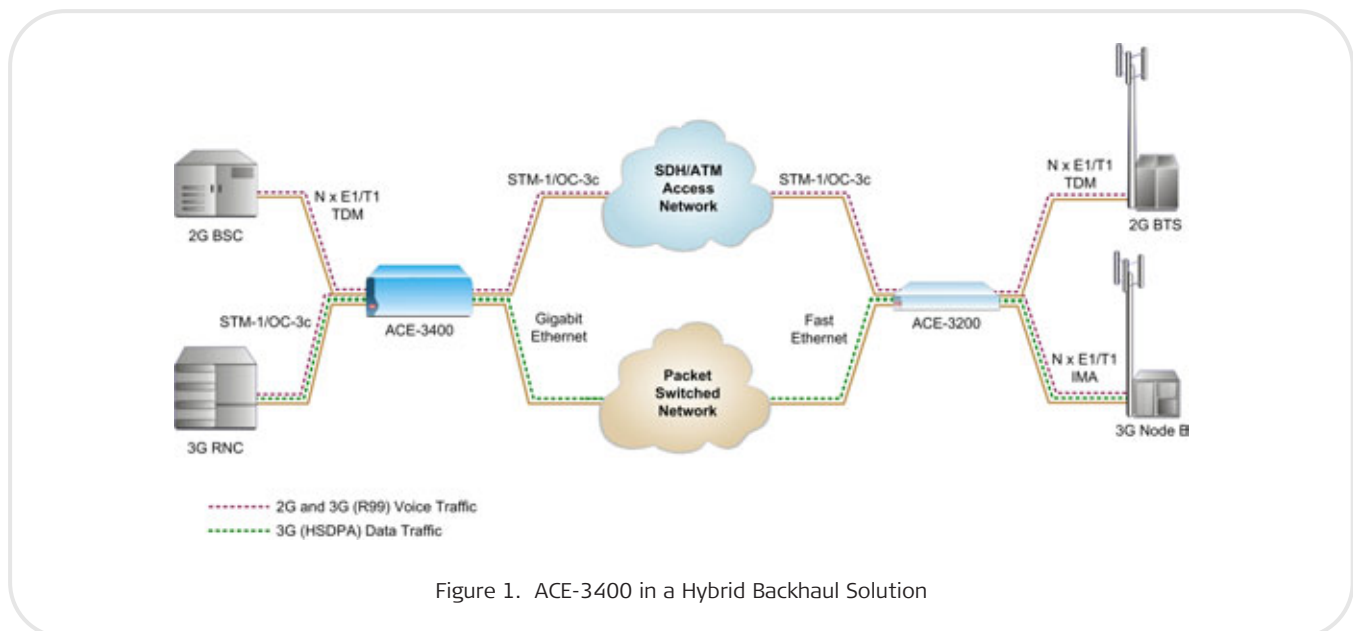 SDH/ATM
Access
Network
STM-1/OC-3c
STM-1/OC-3c
N x E1/T1
TDM
N x E1/T1
TDM
2G BSC
2G BTS
STM-1/OC-3c
ACE-3400
Gigabit
Ethernet
Fast
Ethernet
ACE-3200
N x E1/T1
IMA
Packet
Switched
Network
3G RNC
3G Node B
2G and 3G (R99) Voice Traffic
3G (HSDPA) Data Traffic
Figure 1. ACE-3400 in a Hybrid Backhaul Solution